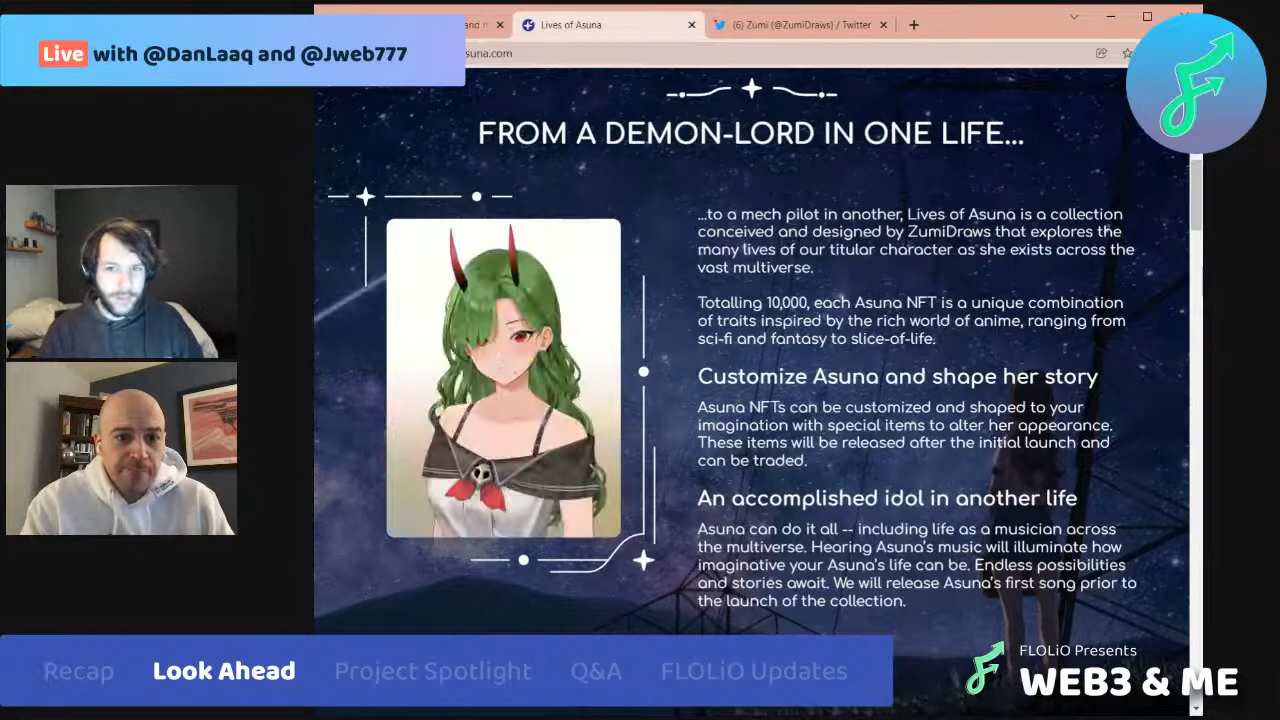 Live with @DanLaaq and @Jweb777
Lives of Asuna
(6) Zumi (@ZumiDraws) / Twitter
suna.com
FROM A DEMON-LORD IN ONE LIFE...
...to a mech pilot in another, Lives of Asuna is a collection
conceived and designed by ZumiDraws that explores the
many lives of our titular character as she exists across the
vast multiverse.
Totalling 10,000, each Asuna NFT is a unique combination
of traits inspired by the rich world of anime, ranging from
sci-fi and fantasy to slice-of-life.
Customize Asuna and shape her story
Asuna NFTs can be customized and shaped to your
imagination with special items to alter her appearance.
These items will be released after the initial launch and
can be traded.
An accomplished idol in another life
Asuna can do it all -- including life as a musician across
the multiverse. Hearing Asuna's music will illuminate how
imaginative your Asuna's life can be. Endless possibilities
and stories await. We will release Asuna's first song prior to
the launch of the collection.
Recap Look Ahead Project Spotlight Q&A FLOLiO Updates
FLOLiO Presents
WEB3 & ME